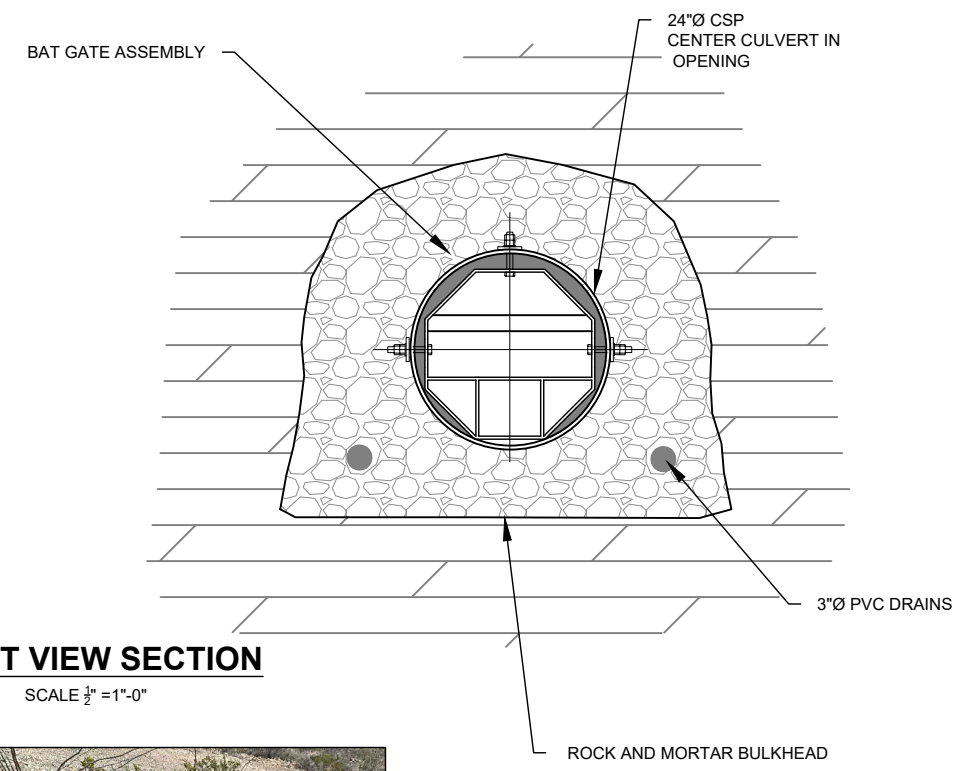 24"Ø CSP
CENTER CULVERT IN
OPENING
BAT GATE ASSEMBLY
3"Ø PVC DRAINS
T VIEW SECTION
SCALE ½" =1"-0"
ROCK AND MORTAR BULKHEAD